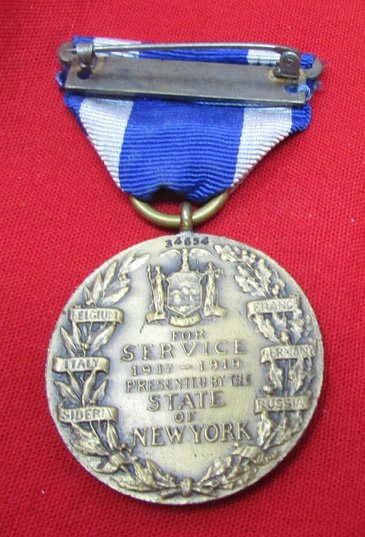 34654
BELGIUM
FRANCE
ITALY
GERMANY
SIBERIA
RUSSIA
FOR
SERVICE
1917–1919
PRESENTED BY THE
STATE
OF
NEW YORK